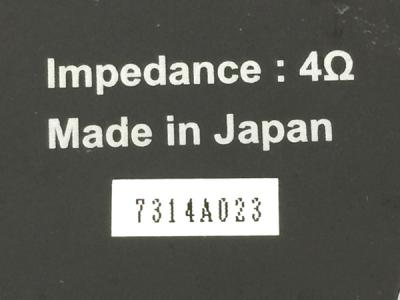 Impedance : 4Ω
Made in Japan
7314A023